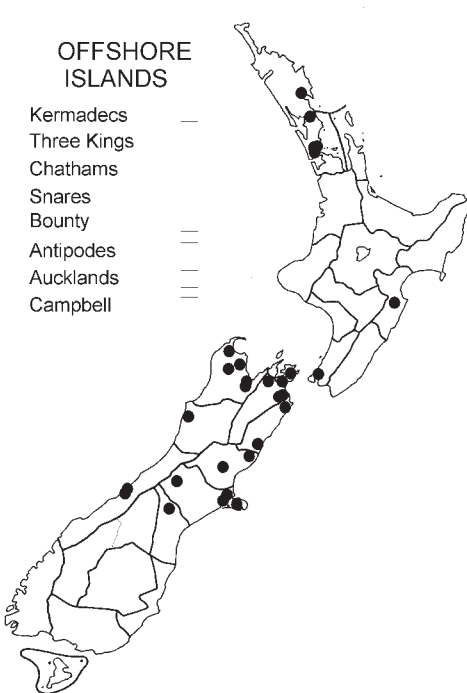 OFFSHORE
ISLANDS
Kermadecs
Three Kings
Chathams
Snares
Bounty
Antipodes
Aucklands
Campbell